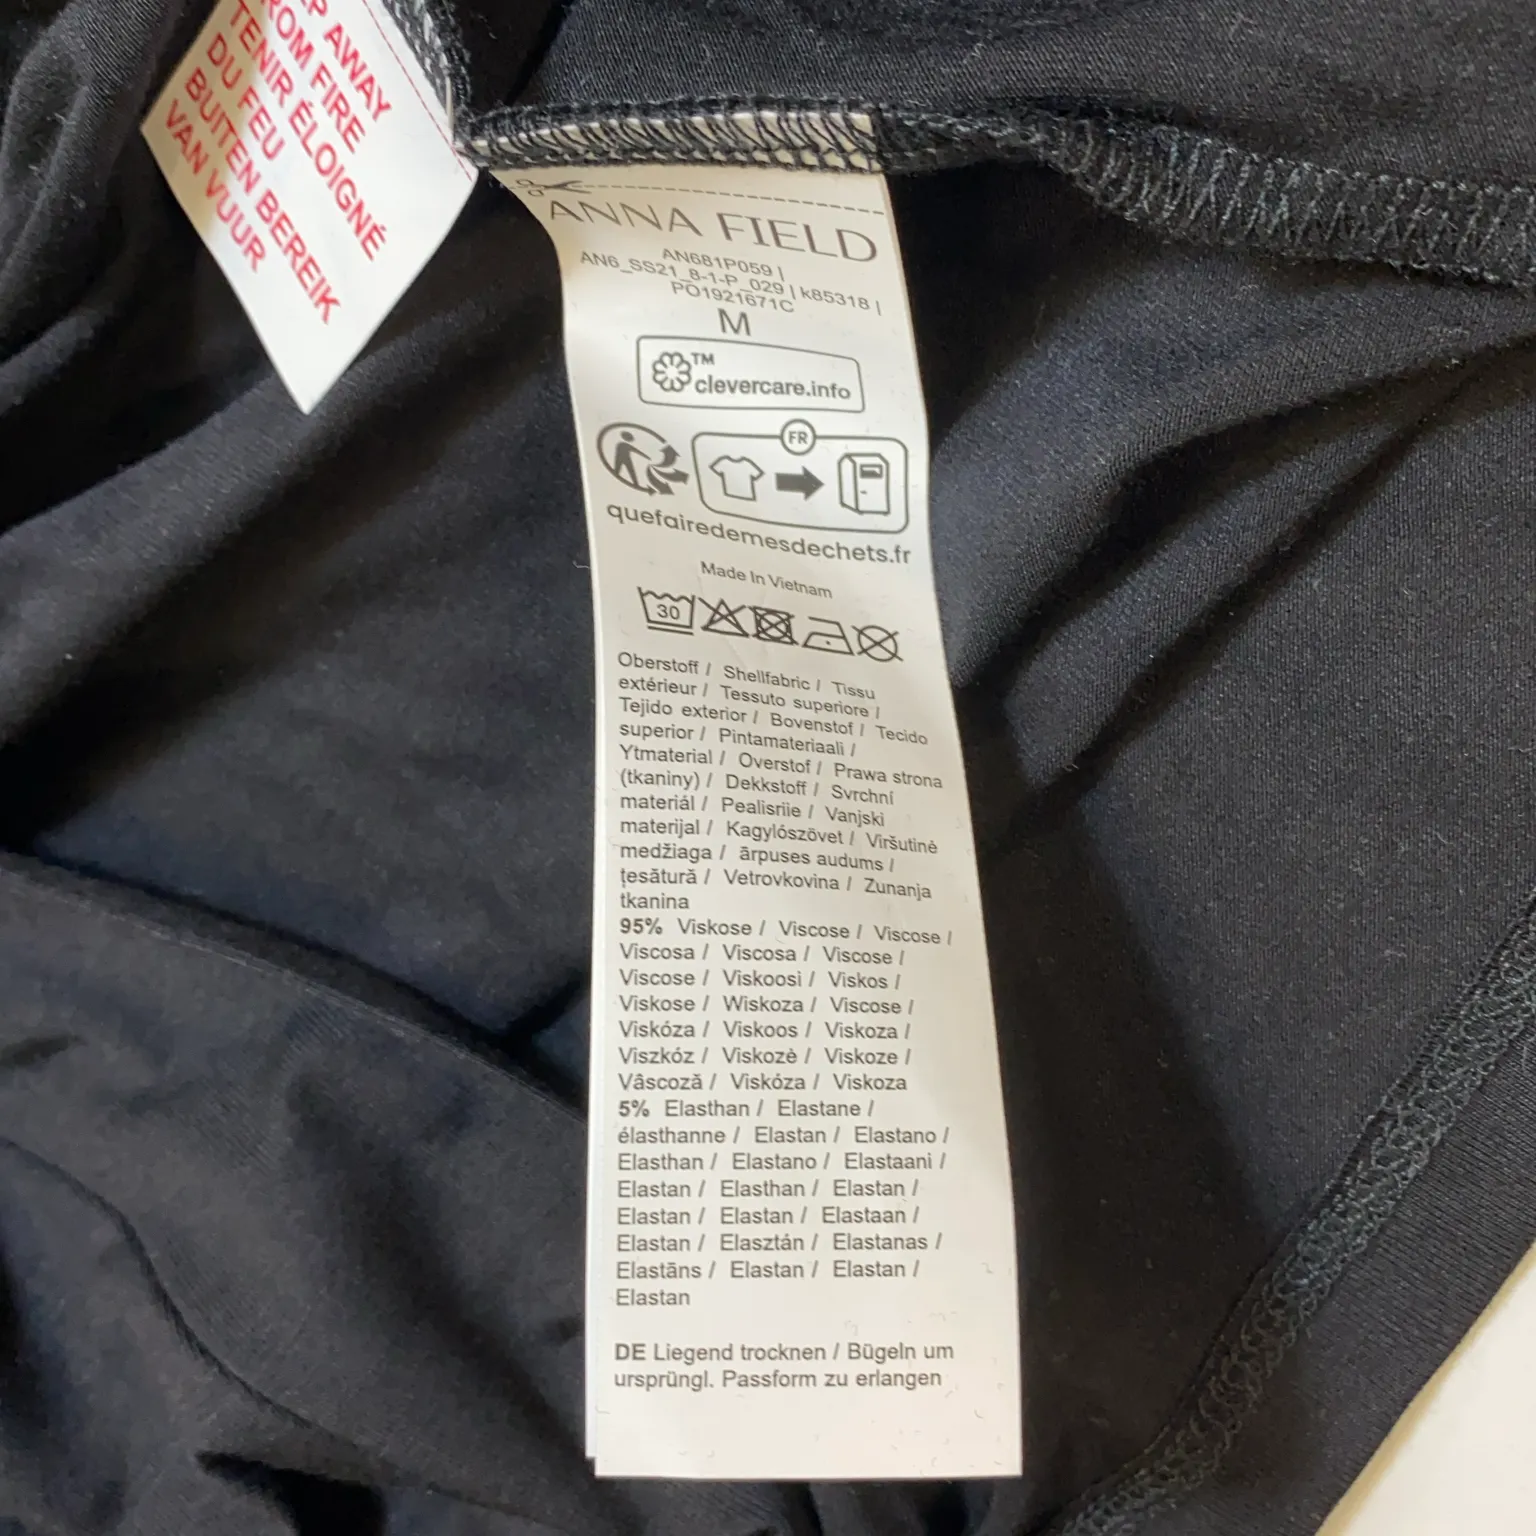 AWAY
FROM FIRE
TENIR ÉLOIGNÉ
DU FEU
BUITEN BEREIK
VAN VUUR
ANNA FIELD
AN681P059 |
AN6_SS21_8-1-P_029 | k85318 |
PO1921671C
M
TM
clevercare.info
FR
quefairedemesdechets.fr
Made In Vietnam
30
Oberstoff / Shellfabric / Tissu
extérieur / Tessuto superiore /
Tejido exterior / Bovenstof / Tecido
superior / Pintamateriaali /
Ytmaterial / Overstof / Prawa strona
(tkaniny) / Dekkstoff / Svrchní
materiál / Pealisriie / Vanjski
materijal / Kagylószövet / Viršutinė
medžiaga / ārpuses audums /
țesătură / Vetrovkovina / Zunanja
tkanina
95% Viskose / Viscose / Viscose /
Viscosa / Viscosa / Viscose /
Viscose / Viskoosi / Viskos /
Viskose / Wiskoza / Viscose /
Viskóza / Viskoos / Viskoza /
Viszkóz / Viskozė / Viskoze /
Vâscoză / Viskóza / Viskoza
5% Elasthan / Elastane /
élasthanne / Elastan / Elastano /
Elasthan / Elastano / Elastaani /
Elastan / Elasthan / Elastan /
Elastan / Elastan / Elastaan /
Elastan / Elasztán / Elastanas /
Elastāns / Elastan / Elastan /
Elastan
DE Liegend trocknen / Bügeln um
ursprüngl. Passform zu erlangen